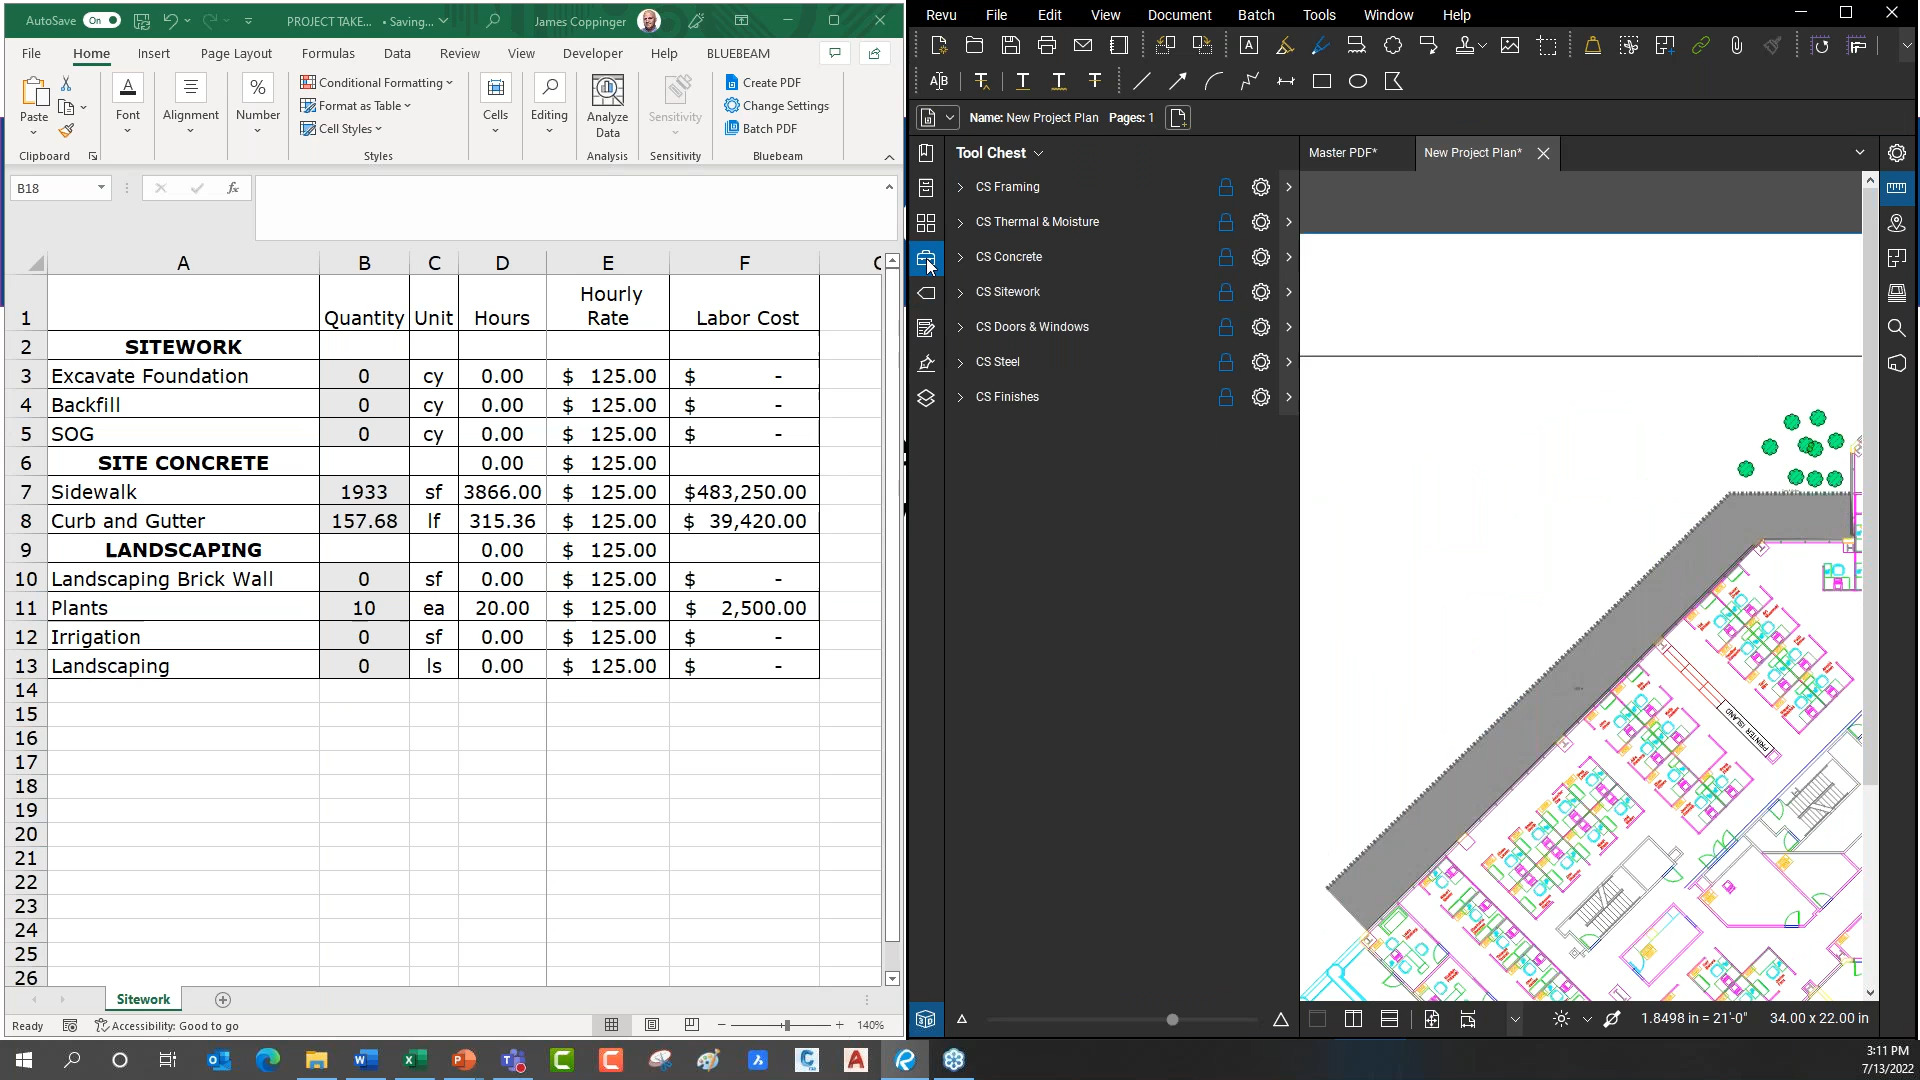 AutoSave On PROJECT TAKE... • Saving... James Coppinger
File Home Insert Page Layout Formulas Data Review View Developer Help BLUEBEAM
Paste Font Alignment Number Conditional Formatting Format as Table Cell Styles Cells Editing Analyze Data Sensitivity Create PDF Change Settings Batch PDF
Clipboard Styles Analysis Sensitivity Bluebeam
B18 fx
A B C D E F
1 Quantity Unit Hours Hourly Rate Labor Cost
2 SITEWORK
3 Excavate Foundation 0 cy 0.00 $ 125.00 $ -
4 Backfill 0 cy 0.00 $ 125.00 $ -
5 SOG 0 cy 0.00 $ 125.00 $ -
6 SITE CONCRETE 0.00 $ 125.00
7 Sidewalk 1933 sf 3866.00 $ 125.00 $483,250.00
8 Curb and Gutter 157.68 lf 315.36 $ 125.00 $ 39,420.00
9 LANDSCAPING 0.00 $ 125.00
10 Landscaping Brick Wall 0 sf 0.00 $ 125.00 $ -
11 Plants 10 ea 20.00 $ 125.00 $ 2,500.00
12 Irrigation 0 sf 0.00 $ 125.00 $ -
13 Landscaping 0 ls 0.00 $ 125.00 $ -
14
15
16
17
18
19
20
21
22
23
24
25
26
Sitework
Ready Accessibility: Good to go 140%
Revu File Edit View Document Batch Tools Window Help
Name: New Project Plan Pages: 1
Tool Chest
Master PDF* New Project Plan*
CS Framing
CS Thermal & Moisture
CS Concrete
CS Sitework
CS Doors & Windows
CS Steel
CS Finishes
PRINTER ISLAND
1.8498 in = 21'-0" 34.00 x 22.00 in
3:11 PM
7/13/2022